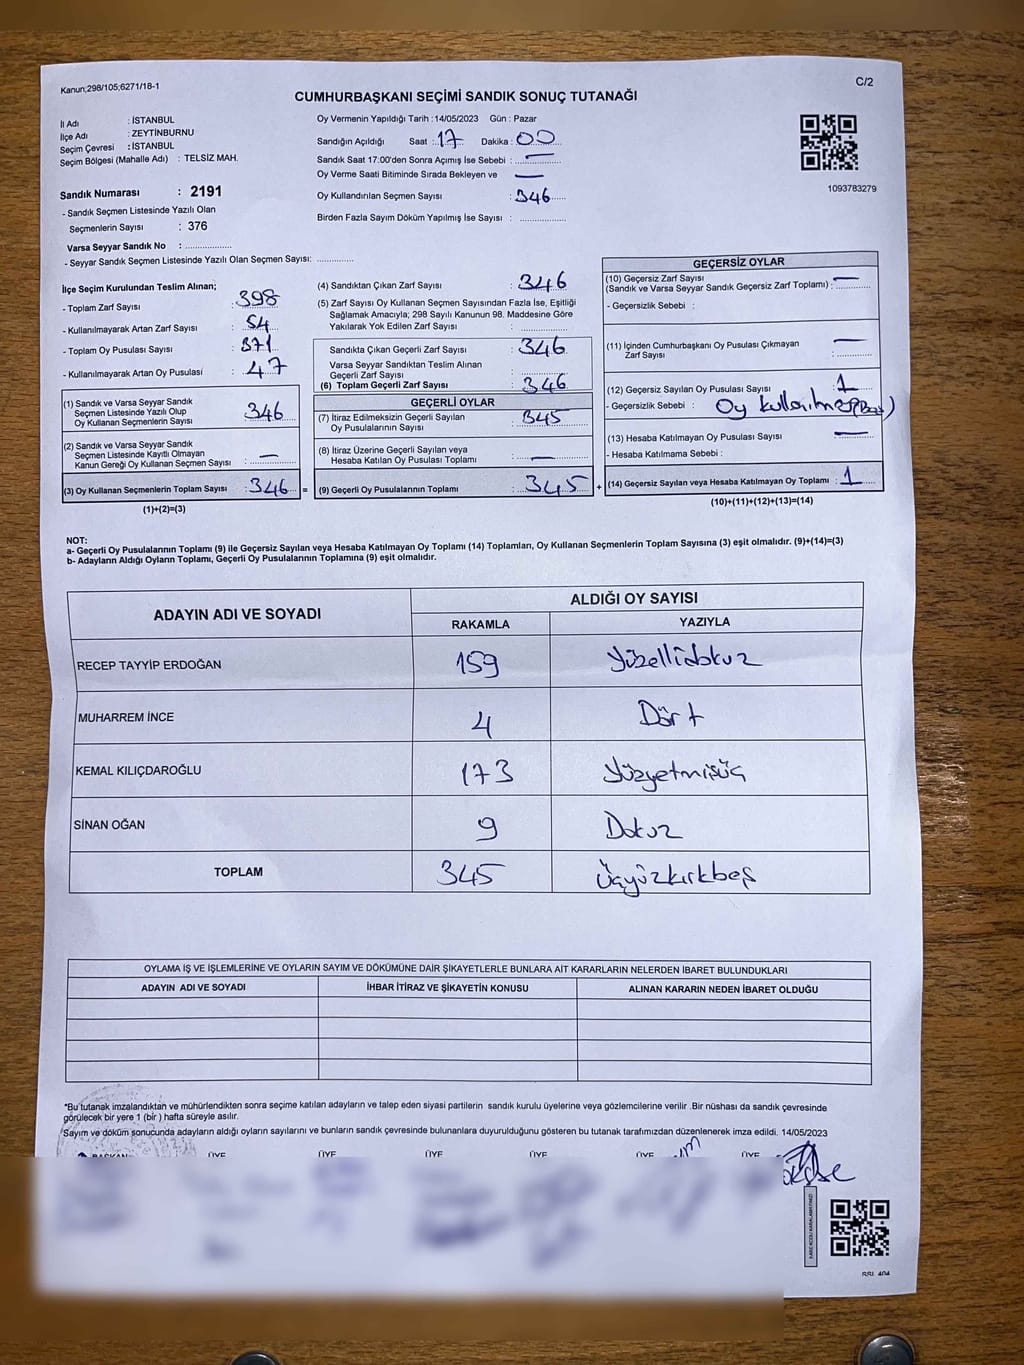 Kanun;298/105;6271/18-1
C/2
CUMHURBAŞKANI SEÇİMİ SANDIK SONUÇ TUTANAĞI
İl Adı : İSTANBUL
İlçe Adı : ZEYTİNBURNU
Seçim Çevresi : İSTANBUL
Seçim Bölgesi (Mahalle Adı) : TELSİZ MAH.
Sandık Numarası : 2191
- Sandık Seçmen Listesinde Yazılı Olan
Seçmenlerin Sayısı : 376
Varsa Seyyar Sandık No : ................
- Seyyar Sandık Seçmen Listesinde Yazılı Olan Seçmen Sayısı: .............
Oy Vermenin Yapıldığı Tarih : 14/05/2023 Gün : Pazar
Sandığın Açıldığı Saat : 17 Dakika : 00
Sandık Saat 17:00'den Sonra Açımış İse Sebebi : —
Oy Verme Saati Bitiminde Sırada Bekleyen ve —
Oy Kullandırılan Seçmen Sayısı : 346
Birden Fazla Sayım Döküm Yapılmış İse Sayısı : .............
1093783279
İlçe Seçim Kurulundan Teslim Alınan;
- Toplam Zarf Sayısı : 398
- Kullanılmayarak Artan Zarf Sayısı : 54
- Toplam Oy Pusulası Sayısı : 371
- Kullanılmayarak Artan Oy Pusulası : 47
(1) Sandık ve Varsa Seyyar Sandık
Seçmen Listesinde Yazılı Olup
Oy Kullanan Seçmenlerin Sayısı : 346
(2) Sandık ve Varsa Seyyar Sandık
Seçmen Listesinde Kayıtlı Olmayan
Kanun Gereği Oy Kullanan Seçmen Sayısı : —
(3) Oy Kullanan Seçmenlerin Toplam Sayısı : 346 =
(1)+(2)=(3)
(4) Sandıktan Çıkan Zarf Sayısı : 346
(5) Zarf Sayısı Oy Kullanan Seçmen Sayısından Fazla İse, Eşitliği
Sağlamak Amacıyla; 298 Sayılı Kanunun 98. Maddesine Göre
Yakılarak Yok Edilen Zarf Sayısı : .............
Sandıkta Çıkan Geçerli Zarf Sayısı : 346
Varsa Seyyar Sandıktan Teslim Alınan
Geçerli Zarf Sayısı : .............
(6) Toplam Geçerli Zarf Sayısı : 346
GEÇERLİ OYLAR
(7) İtiraz Edilmeksizin Geçerli Sayılan
Oy Pusulasının Sayısı : 345
(8) İtiraz Üzerine Geçerli Sayılan veya
Hesaba Katılan Oy Pusulası Toplamı : —
(9) Geçerli Oy Pusulalarının Toplamı : 345 +
GEÇERSİZ OYLAR
(10) Geçersiz Zarf Sayısı
(Sandık ve Varsa Seyyar Sandık Geçersiz Zarf Toplamı) : —
- Geçersizlik Sebebi :
(11) İçinden Cumhurbaşkanı Oy Pusulası Çıkmayan
Zarf Sayısı : —
(12) Geçersiz Sayılan Oy Pusulası Sayısı : 1
- Geçersizlik Sebebi : Oy kullanılmamış
(13) Hesaba Katılmayan Oy Pusulası Sayısı : —
- Hesaba Katılmama Sebebi :
(14) Geçersiz Sayılan veya Hesaba Katılmayan Oy Toplamı : 1
(10)+(11)+(12)+(13)=(14)
NOT:
a- Geçerli Oy Pusulalarının Toplamı (9) ile Geçersiz Sayılan veya Hesaba Katılmayan Oy Toplamı (14) Toplamları, Oy Kullanan Seçmenlerin Toplam Sayısına (3) eşit olmalıdır. (9)+(14)=(3)
b- Adayların Aldığı Oyların Toplamı, Geçerli Oy Pusulalarının Toplamına (9) eşit olmalıdır.
ADAYIN ADI VE SOYADI
ALDIĞI OY SAYISI
RAKAMLA YAZIYLA
RECEP TAYYİP ERDOĞAN 159 Yüzellidokuz
MUHARREM İNCE 4 Dört
KEMAL KILIÇDAROĞLU 173 Yüzyetmişüç
SİNAN OĞAN 9 Dokuz
TOPLAM 345 Üçyüzkırkbeş
OYLAMA İŞ VE İŞLEMLERİNE VE OYLARIN SAYIM VE DÖKÜMÜNE DAİR ŞİKAYETLERLE BUNLARA AİT KARARLARIN NELERDEN İBARET BULUNDUKLARI
ADAYIN ADI VE SOYADI İHBAR İTİRAZ VE ŞİKAYETİN KONUSU ALINAN KARARIN NEDEN İBARET OLDUĞU
*Bu tutanak imzalandıktan ve mühürlendikten sonra seçime katılan adayların ve talep eden siyasi partilerin sandık kurulu üyelerine veya gözlemcilerine verilir .Bir nüshası da sandık çevresinde
görülecek bir yere 1 (bir ) hafta süreyle asılır.
Sayım ve döküm sonucunda adayların aldığı oyların sayılarını ve bunların sandık çevresinde bulunanlara duyurulduğunu gösteren bu tutanak tarafımızdan düzenlenerek imza edildi. 14/05/2023
BAŞKAN ÜYE ÜYE ÜYE ÜYE ÜYE ÜYE